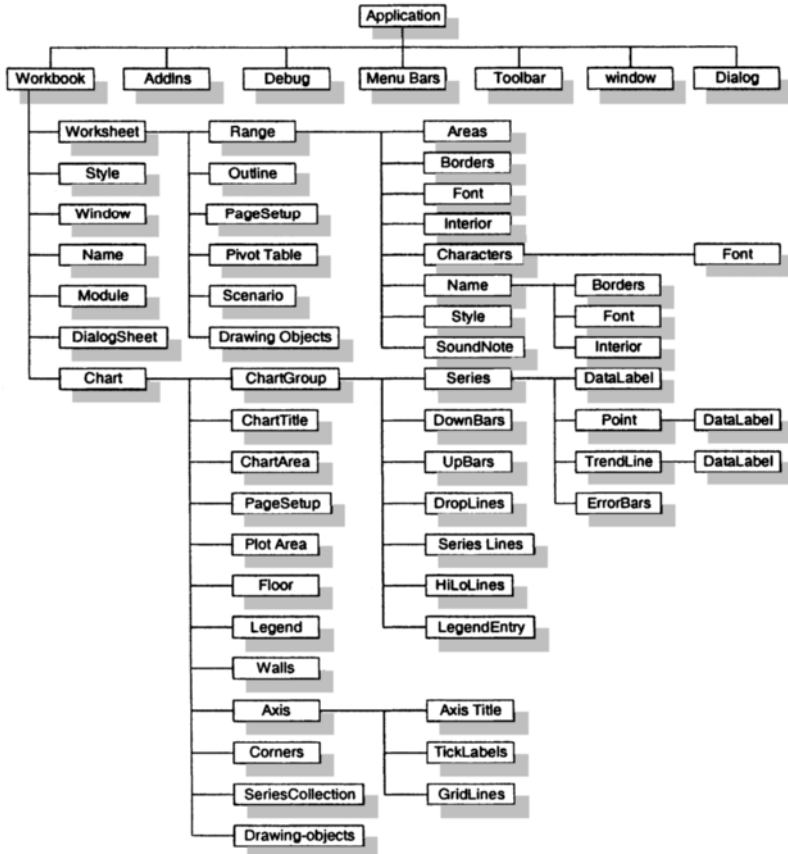 Application
Workbook AddIns Debug Menu Bars Toolbar window Dialog
Worksheet Range Areas
Borders
Style Outline
Font
Window PageSetup
Interior
Name Pivot Table Characters Font
Module Scenario Name Borders
Style Font
DialogSheet Drawing Objects SoundNote Interior
Chart ChartGroup Series DataLabel
ChartTitle DownBars Point DataLabel
ChartArea UpBars TrendLine DataLabel
PageSetup DropLines ErrorBars
Plot Area Series Lines
Floor HiLoLines
Legend LegendEntry
Walls
Axis Axis Title
Corners TickLabels
SeriesCollection GridLines
Drawing-objects